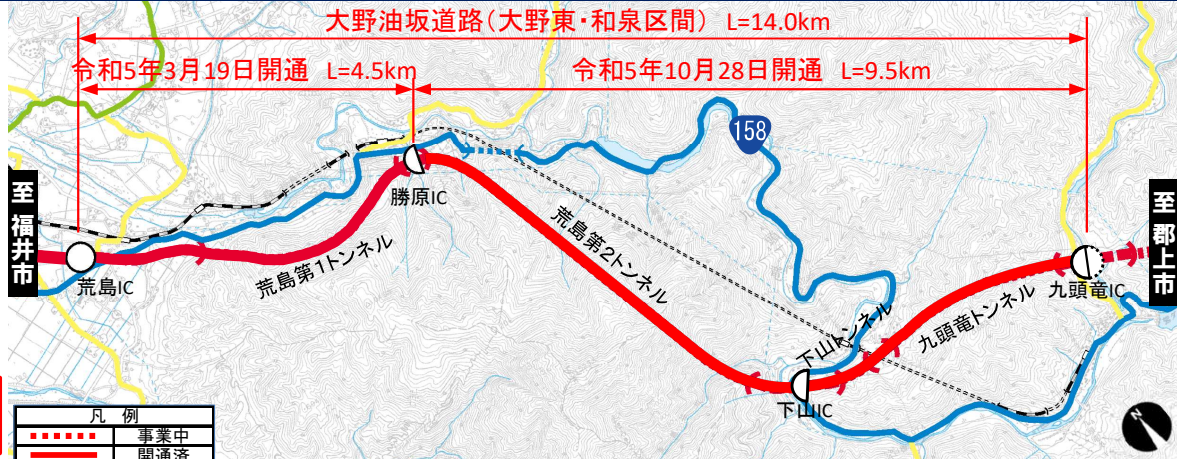 大野油坂道路(大野東・和泉区間) L=14.0km
令和5年3月19日開通 L=4.5km
令和5年10月28日開通 L=9.5km
158
至 福井市
至 郡上市
勝原IC
荒島第2トンネル
荒島第1トンネル
荒島IC
九頭竜IC
九頭竜トンネル
下山トンネル
下山IC
凡 例
事業中
開通済
N